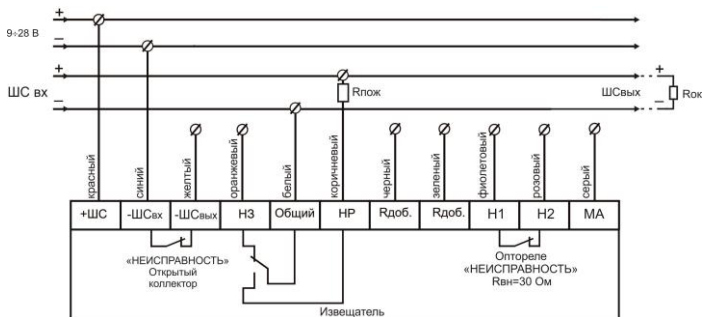 +
9÷28 В
−
+
ШС вх
−
Rпож
ШСвых
+
−
Rок
красный
синий
желтый
оранжевый
белый
коричневый
черный
зеленый
фиолетовый
розовый
серый
+ШС
-ШСвх
-ШСвых
НЗ
Общий
НР
Rдоб.
Rдоб.
Н1
Н2
МА
«НЕИСПРАВНОСТЬ»
Открытый
коллектор
Оптореле
«НЕИСПРАВНОСТЬ»
Rвн=30 Ом
Извещатель